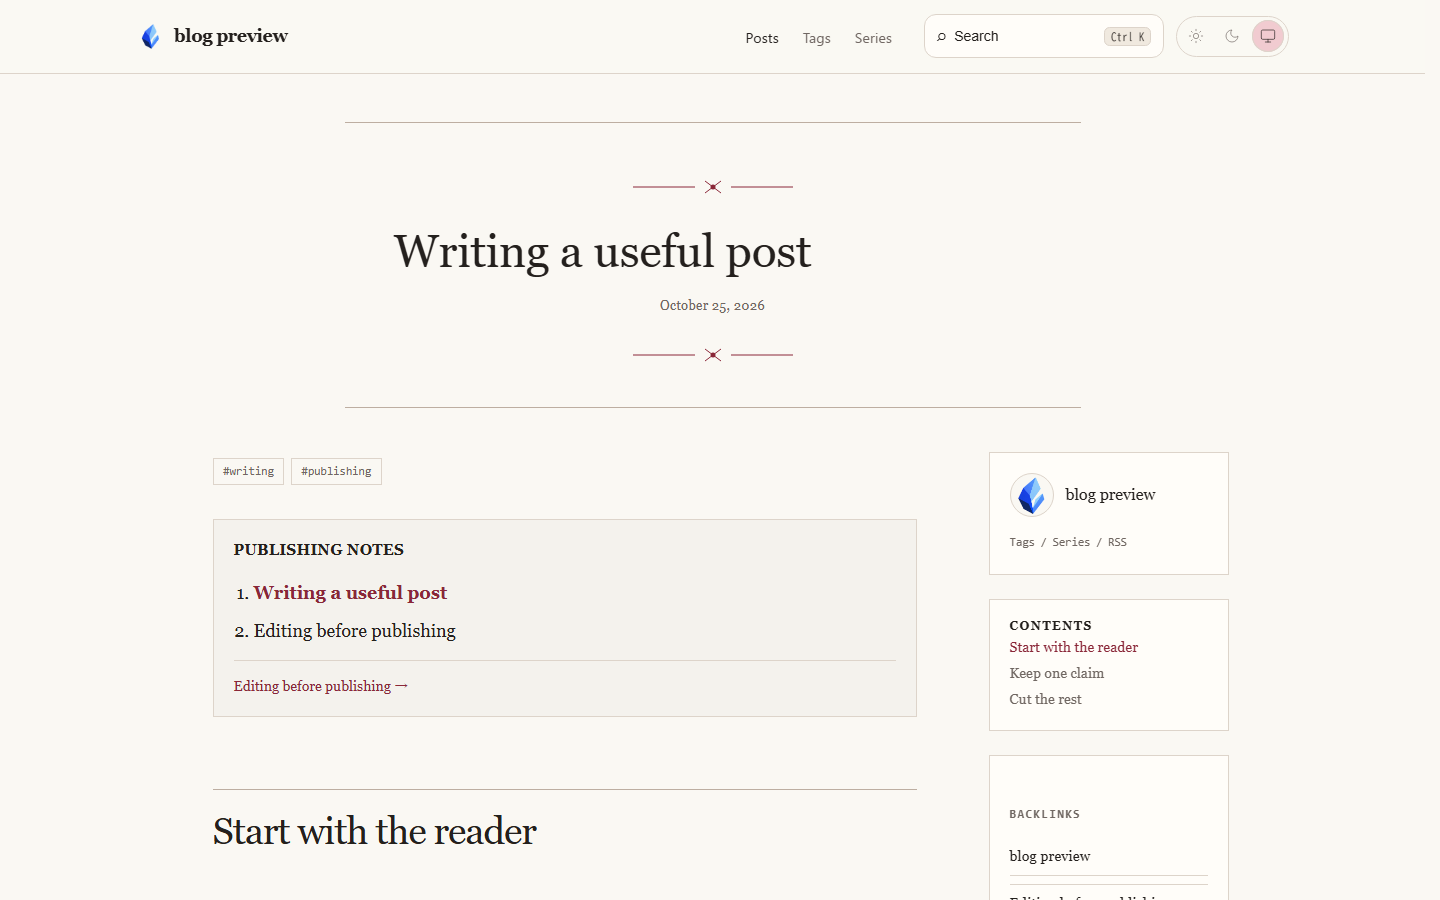 blog preview
Posts
Tags
Series
Search
Ctrl K
Writing a useful post
October 25, 2026
#writing
#publishing
PUBLISHING NOTES
1. Writing a useful post
2. Editing before publishing
Editing before publishing →
Start with the reader
blog preview
Tags / Series / RSS
CONTENTS
Start with the reader
Keep one claim
Cut the rest
BACKLINKS
blog preview